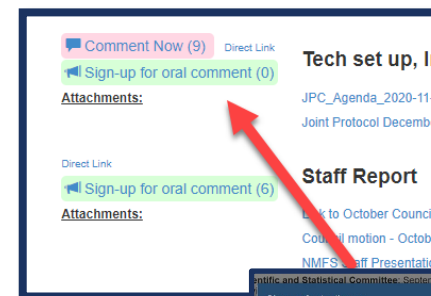 Comment Now (9) Direct Link
Sign-up for oral comment (0)
Attachments:
Tech set up,
JPC_Agenda_2020-11-
Joint Protocol Decemb
Direct Link
Sign-up for oral comment (6)
Attachments:
Staff Report
to October Counci
Council motion - Octob
NMFS Staff Presentati
and Statistical Committee: Septem